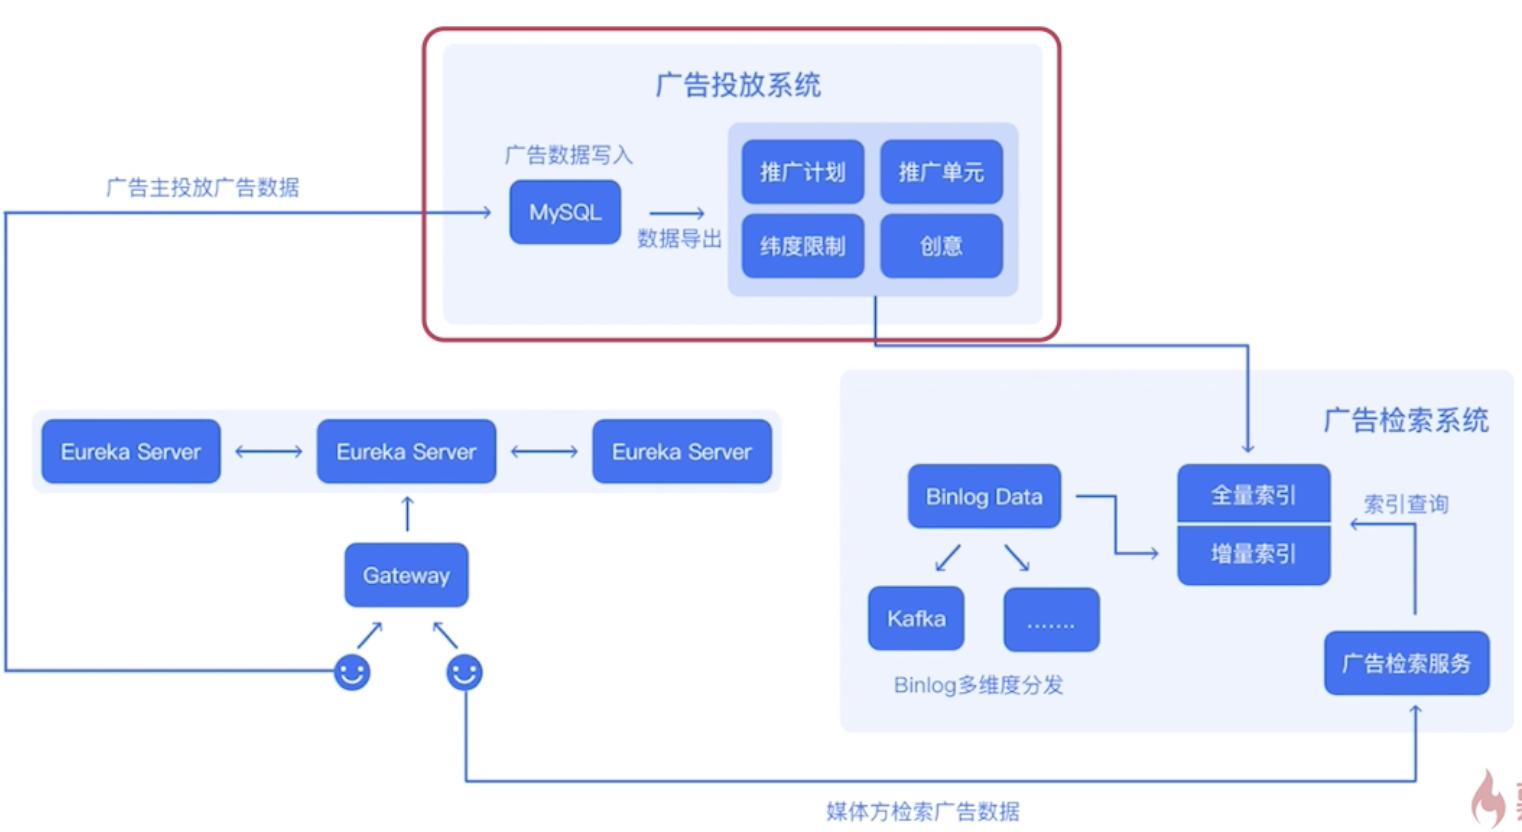 广告投放系统
广告数据写入
推广计划
推广单元
广告主投放广告数据
MySQL
数据导出
纬度限制
创意
广告检索系统
Eureka Server
Eureka Server
Eureka Server
Binlog Data
全量索引
索引查询
增量索引
Gateway
Kafka
.......
广告检索服务
Binlog多维度分发
媒体方检索广告数据